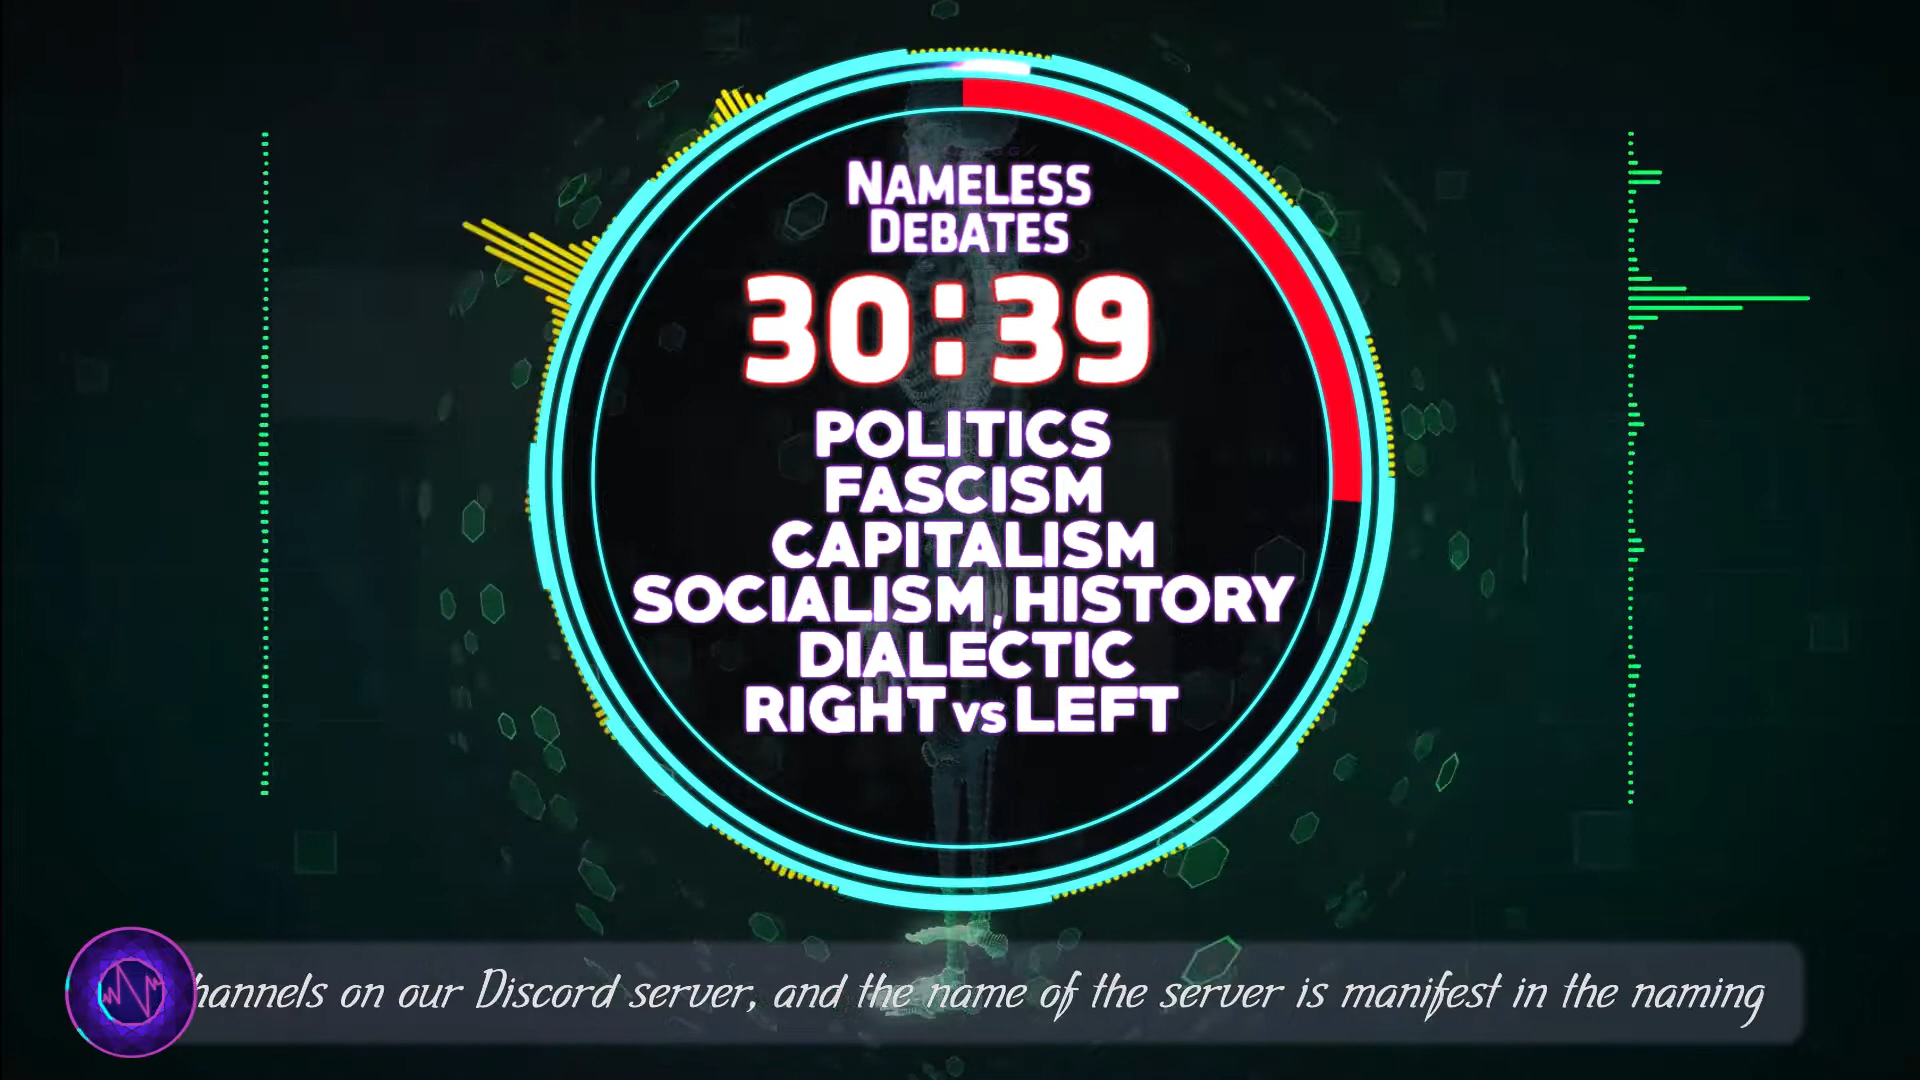 NAMELESS
DEBATES
30:39
POLITICS
FASCISM
CAPITALISM
SOCIALISM, HISTORY
DIALECTIC
RIGHT vs LEFT
hannels on our Discord server, and the name of the server is manifest in the naming